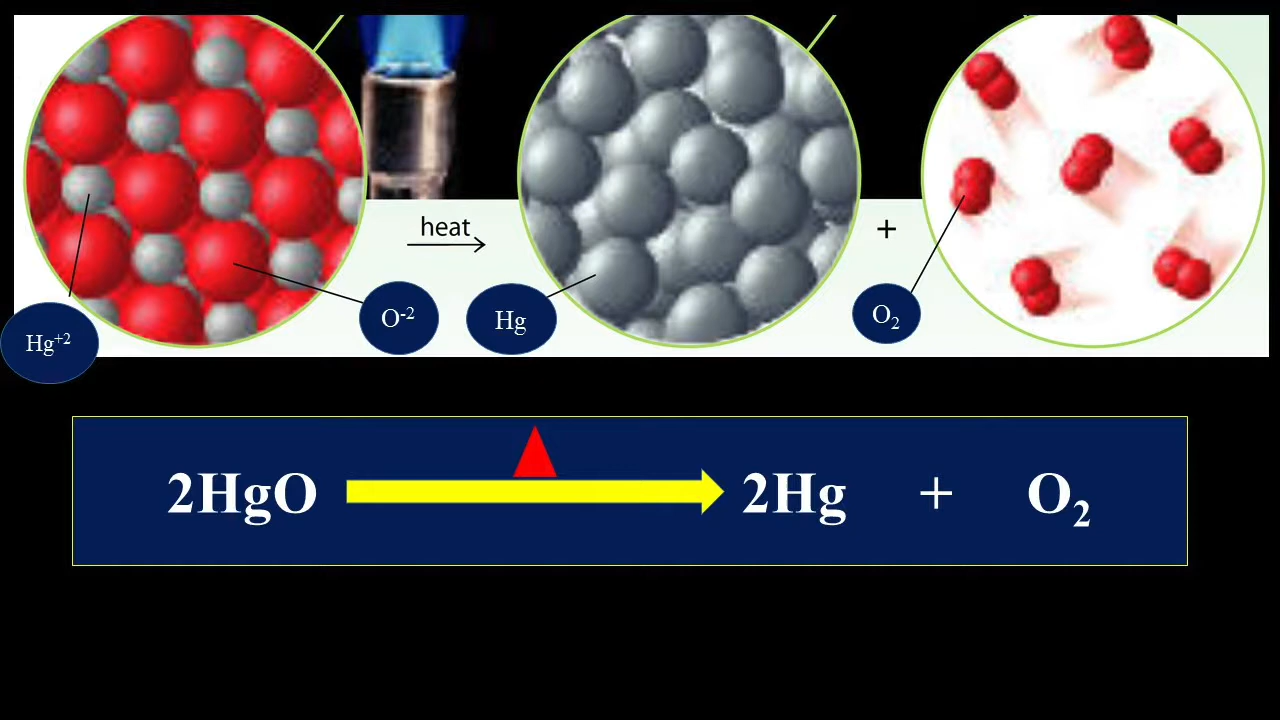 heat
+
Hg⁺²
O⁻²
Hg
O₂
2HgO 2Hg + O₂